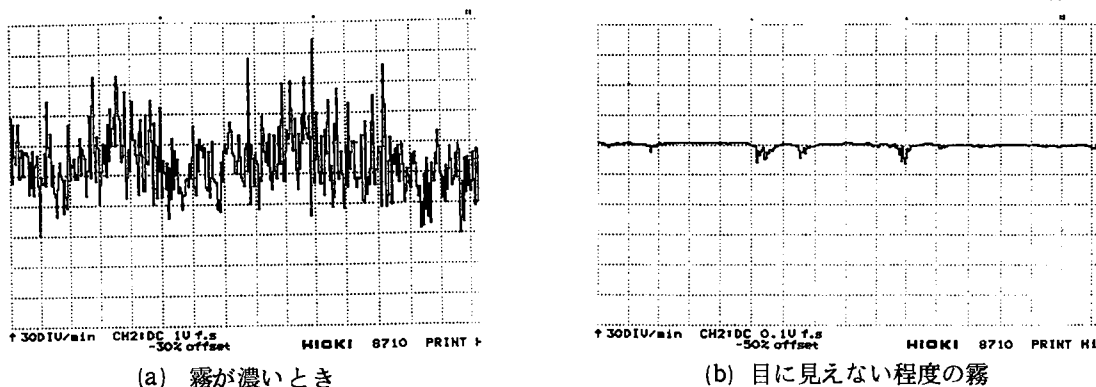 ↑30DIV/min CH2:DC 1V f.s
-30% offset HIOKI 8710 PRINT H
(a) 霧が濃いとき
↑30DIV/min CH2:DC 0.1V f.s
-50% offset HIOKI 8710 PRINT Hi
(b) 目に見えない程度の霧